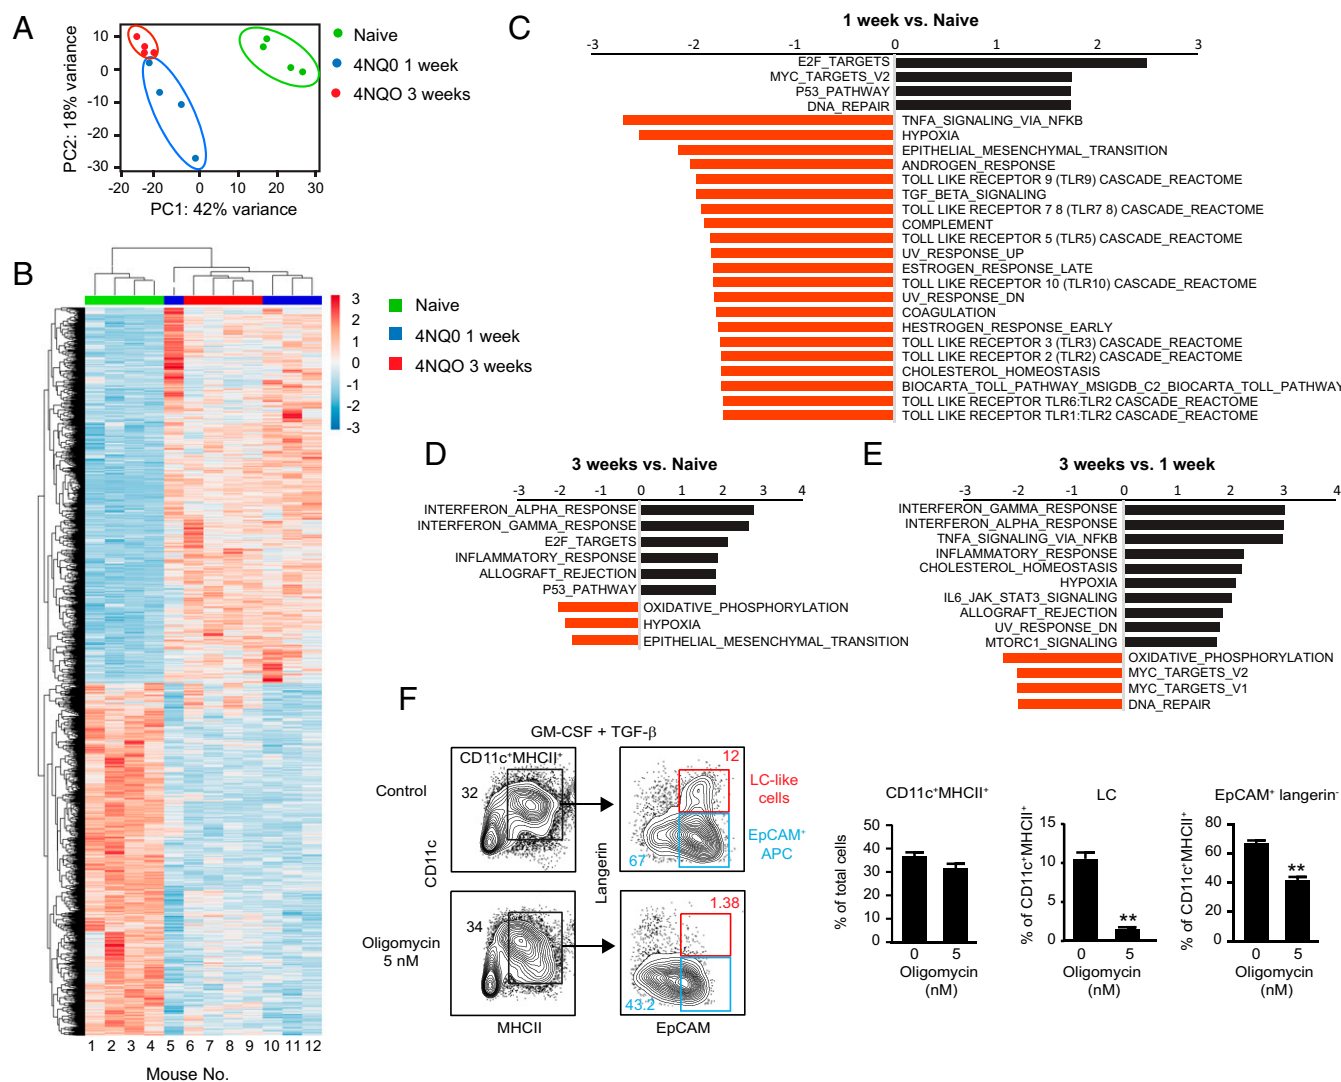 A
10
0
-10
-20
-30
-20
-20
0
10
20
30
PC2: 18% variance
PC1: 42% variance
Naive
4NQ0 1 week
4NQO 3 weeks
B
3
2
1
0
-1
-2
-3
Naive
4NQ0 1 week
4NQO 3 weeks
1 2 3 4 5 6 7 8 9 10 11 12
Mouse No.
C
1 week vs. Naive
-3 -2 -1 0 1 2 3
E2F_TARGETS
MYC_TARGETS_V2
P53_PATHWAY
DNA_REPAIR
TNFA_SIGNALING_VIA_NFKB
HYPOXIA
EPITHELIAL_MESENCHYMAL_TRANSITION
ANDROGEN_RESPONSE
TOLL LIKE RECEPTOR 9 (TLR9) CASCADE_REACTOME
TGF_BETA_SIGNALING
TOLL LIKE RECEPTOR 7 8 (TLR7 8) CASCADE_REACTOME
COMPLEMENT
TOLL LIKE RECEPTOR 5 (TLR5) CASCADE_REACTOME
UV_RESPONSE_UP
ESTROGEN_RESPONSE_LATE
TOLL LIKE RECEPTOR 10 (TLR10) CASCADE_REACTOME
UV_RESPONSE_DN
COAGULATION
HESTROGEN_RESPONSE_EARLY
TOLL LIKE RECEPTOR 3 (TLR3) CASCADE_REACTOME
TOLL LIKE RECEPTOR 2 (TLR2) CASCADE_REACTOME
CHOLESTEROL_HOMEOSTASIS
BIOCARTA_TOLL_PATHWAY_MSIGDB_C2_BIOCARTA_TOLL_PATHWAY
TOLL LIKE RECEPTOR TLR6:TLR2 CASCADE_REACTOME
TOLL LIKE RECEPTOR TLR1:TLR2 CASCADE_REACTOME
D
3 weeks vs. Naive
-3 -2 -1 0 1 2 3 4
INTERFERON_ALPHA_RESPONSE
INTERFERON_GAMMA_RESPONSE
E2F_TARGETS
INFLAMMATORY_RESPONSE
ALLOGRAFT_REJECTION
P53_PATHWAY
OXIDATIVE_PHOSPHORYLATION
HYPOXIA
EPITHELIAL_MESENCHYMAL_TRANSITION
E
3 weeks vs. 1 week
-3 -2 -1 0 1 2 3 4
INTERFERON_GAMMA_RESPONSE
INTERFERON_ALPHA_RESPONSE
TNFA_SIGNALING_VIA_NFKB
INFLAMMATORY_RESPONSE
CHOLESTEROL_HOMEOSTASIS
HYPOXIA
IL6_JAK_STAT3_SIGNALING
ALLOGRAFT_REJECTION
UV_RESPONSE_DN
MTORC1_SIGNALING
OXIDATIVE_PHOSPHORYLATION
MYC_TARGETS_V2
MYC_TARGETS_V1
DNA_REPAIR
F
GM-CSF + TGF-β
Control
CD11c⁺MHCII⁺
32
12
LC-like
cells
EpCAM⁺
APC
67
CD11c
Langerin
Oligomycin
5 nM
34
1.38
43.2
MHCII
EpCAM
CD11c⁺MHCII⁺
% of total cells
50
40
30
20
10
0
0 5
Oligomycin
(nM)
LC
% of CD11c⁺MHCII⁺
15
10
5
0
**
0 5
Oligomycin
(nM)
EpCAM⁺ langerin⁻
% of CD11c⁺MHCII⁺
80
60
40
20
0
**
0 5
Oligomycin
(nM)